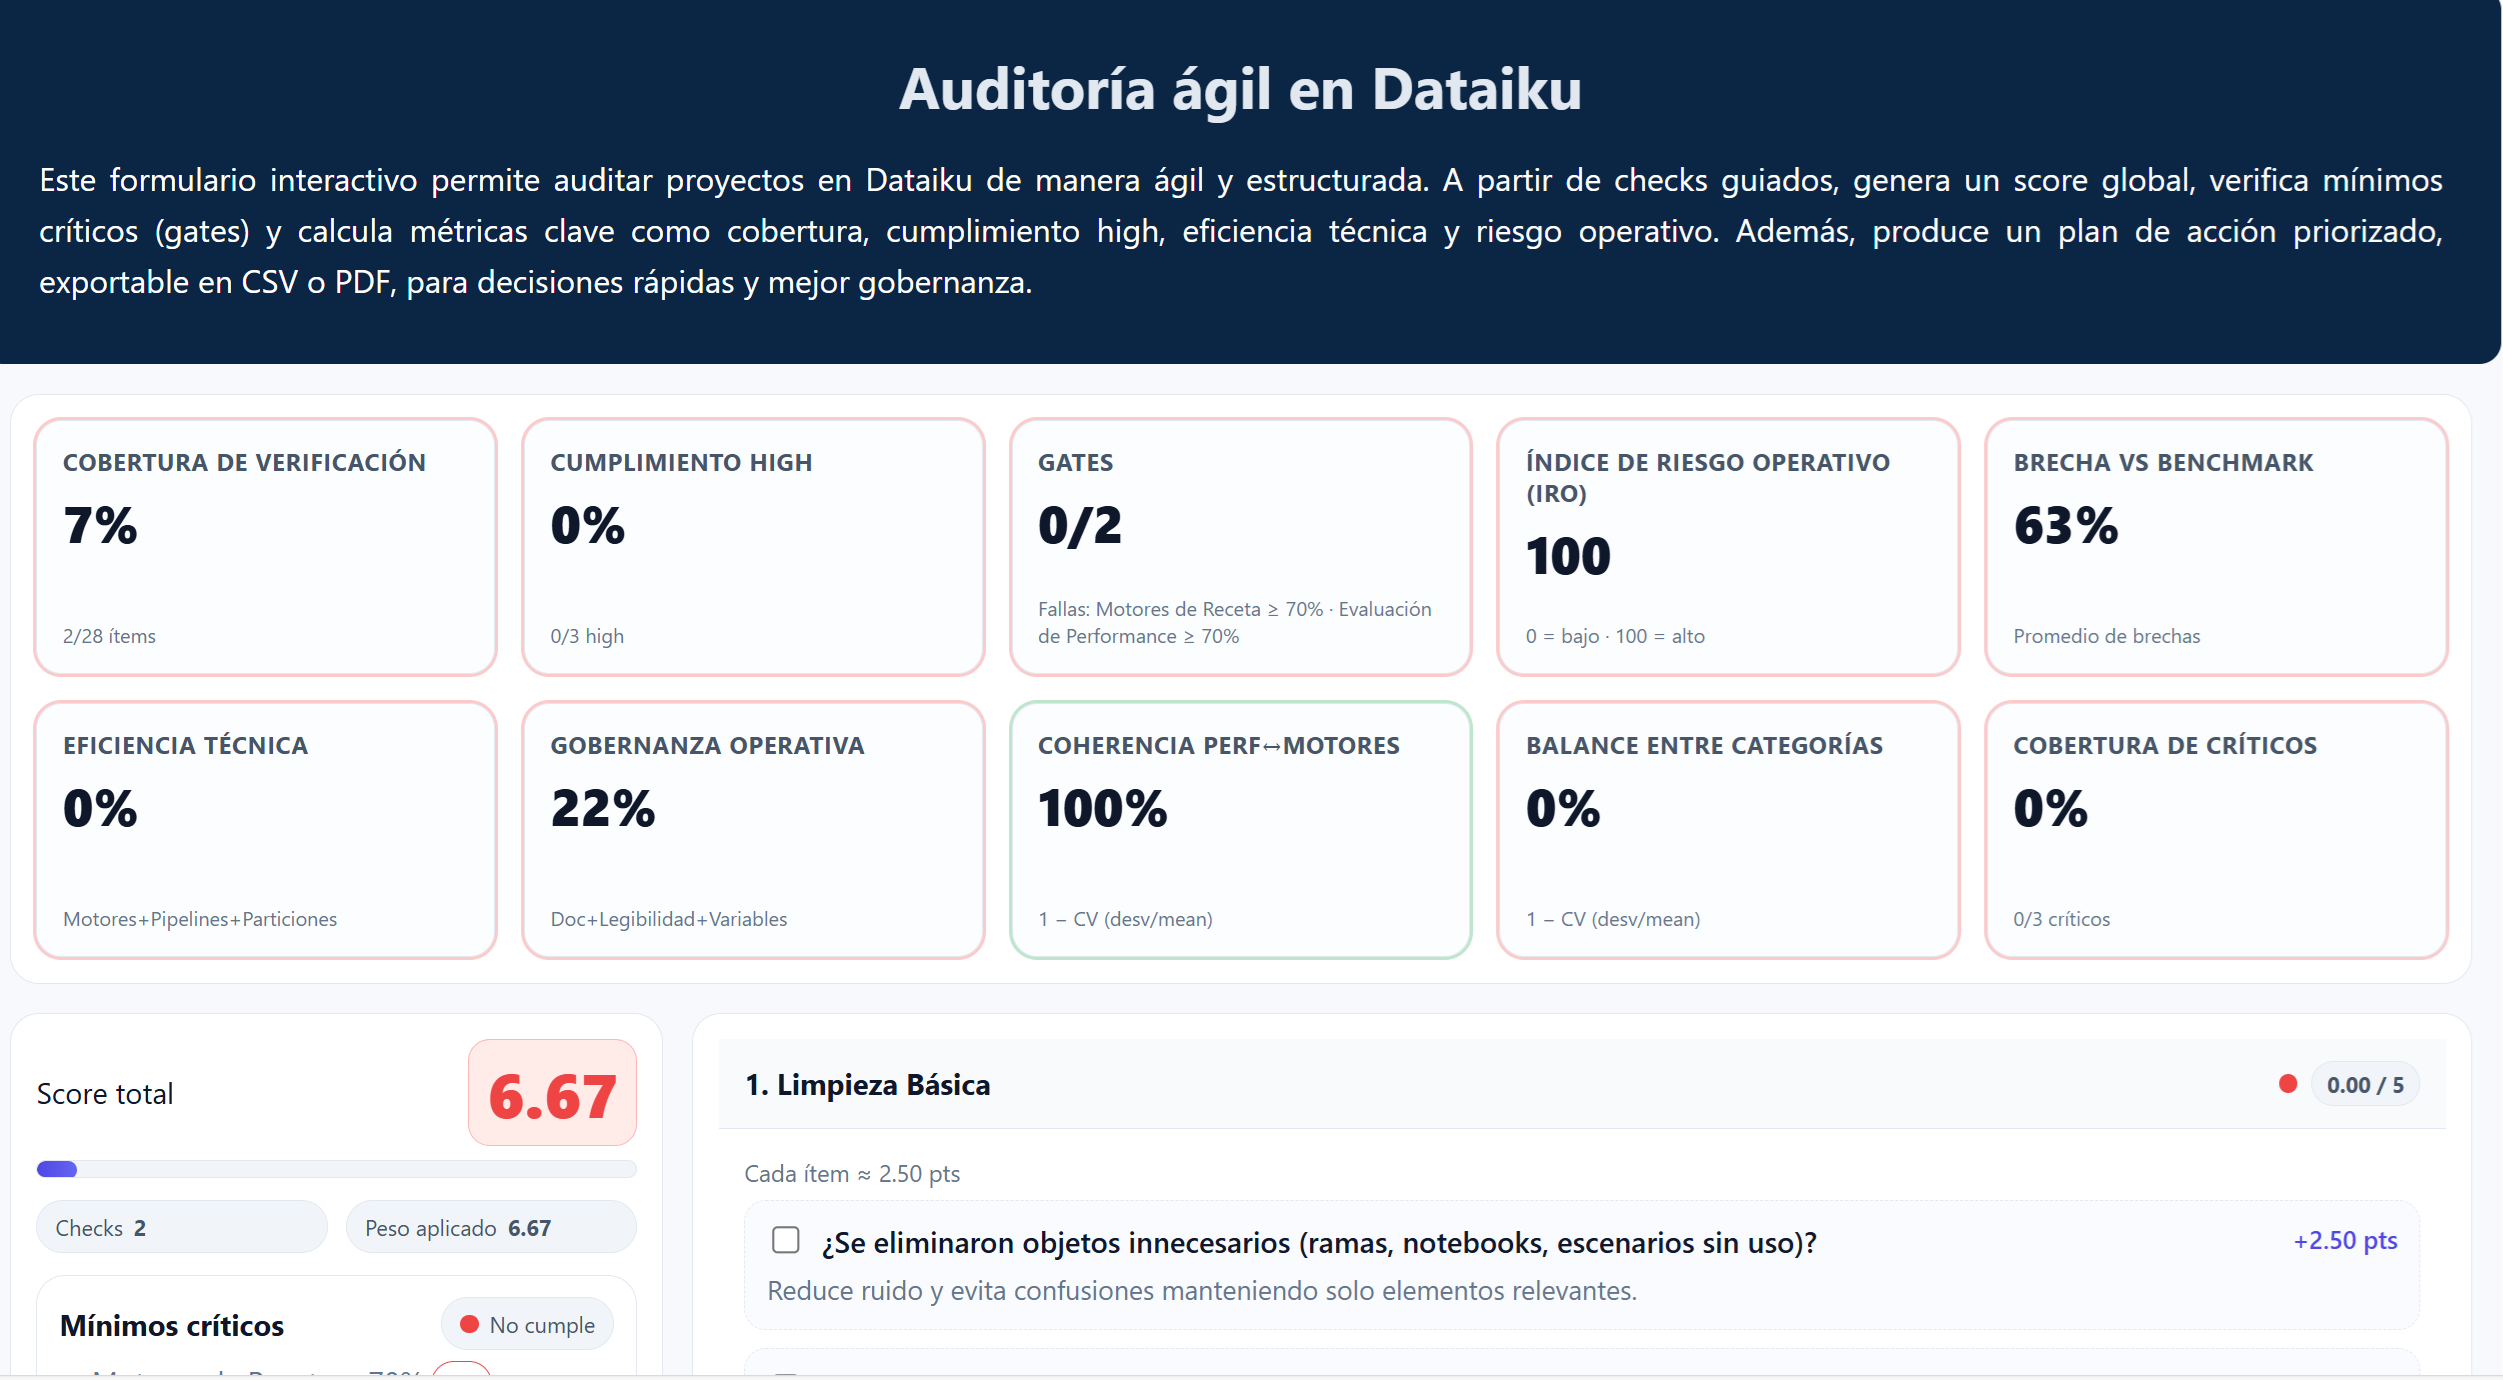 Auditoría ágil en Dataiku
Este formulario interactivo permite auditar proyectos en Dataiku de manera ágil y estructurada. A partir de checks guiados, genera un score global, verifica mínimos
críticos (gates) y calcula métricas clave como cobertura, cumplimiento high, eficiencia técnica y riesgo operativo. Además, produce un plan de acción priorizado,
exportable en CSV o PDF, para decisiones rápidas y mejor gobernanza.
COBERTURA DE VERIFICACIÓN
7%
2/28 ítems
CUMPLIMIENTO HIGH
0%
0/3 high
GATES
0/2
Fallas: Motores de Receta ≥ 70% · Evaluación
de Performance ≥ 70%
ÍNDICE DE RIESGO OPERATIVO
(IRO)
100
0 = bajo · 100 = alto
BRECHA VS BENCHMARK
63%
Promedio de brechas
EFICIENCIA TÉCNICA
0%
Motores+Pipelines+Particiones
GOBERNANZA OPERATIVA
22%
Doc+Legibilidad+Variables
COHERENCIA PERF↔MOTORES
100%
1 − CV (desv/mean)
BALANCE ENTRE CATEGORÍAS
0%
1 − CV (desv/mean)
COBERTURA DE CRÍTICOS
0%
0/3 críticos
Score total
6.67
Checks 2
Peso aplicado 6.67
Mínimos críticos
No cumple
1. Limpieza Básica
0.00 / 5
Cada ítem ≈ 2.50 pts
¿Se eliminaron objetos innecesarios (ramas, notebooks, escenarios sin uso)?
+2.50 pts
Reduce ruido y evita confusiones manteniendo solo elementos relevantes.